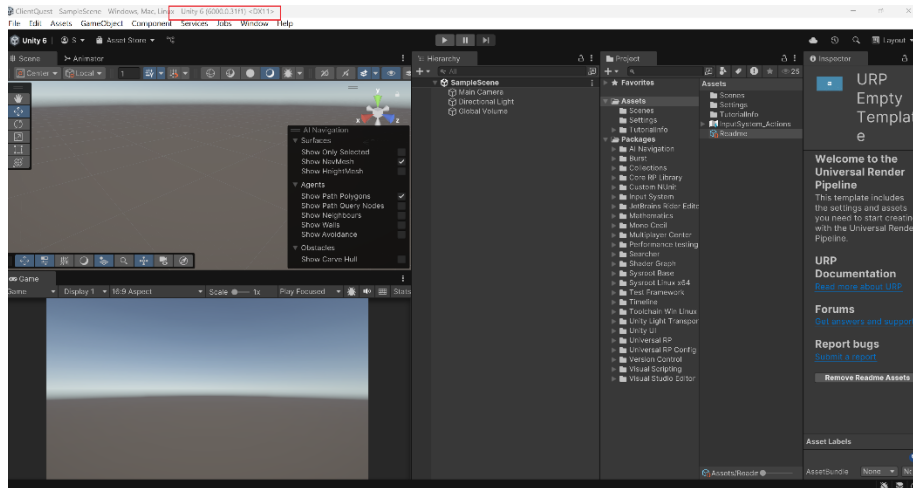 ClientQuest SampleScene Windows, Mac, Linux Unity 6 (6000.0.31f1) <DX11>
File Edit Assets GameObject Component Services Jobs Window Help
Unity 6 S Asset Store
Layout
Scene Animator
Center Local 1
AI Navigation
Surfaces
Show Only Selected
Show NavMesh
Show HeightMesh
Agents
Show Path Polygons
Show Path Query Nodes
Show Neighbours
Show Walls
Show Avoidance
Obstacles
Show Carve Hull
Game
Game Display 1 16:9 Aspect Scale 1x Play Focused Stats
Hierarchy
All
SampleScene
Main Camera
Directional Light
Global Volume
Project
25
Favorites
Assets
Scenes
Settings
TutorialInfo
Packages
AI Navigation
Burst
Collections
Core RP Library
Custom NUnit
Input System
JetBrains Rider Edito
Mathematics
Mono Cecil
Multiplayer Center
Performance testing
Searcher
Shader Graph
Sysroot Base
Sysroot Linux x64
Test Framework
Timeline
Toolchain Win Linux
Unity Light Transpor
Unity UI
Universal RP
Universal RP Config
Version Control
Visual Scripting
Visual Studio Editor
Assets
Scenes
Settings
TutorialInfo
InputSystem_Actions
Readme
Assets/Readme
Inspector
URP
Empty
Templat
e
Welcome to the
Universal Render
Pipeline
This template includes
the settings and assets
you need to start creatin
with the Universal Rende
Pipeline.
URP
Documentation
Read more about URP
Forums
Get answers and suppor
Report bugs
Submit a report
Remove Readme Assets
Asset Labels
AssetBundle None No